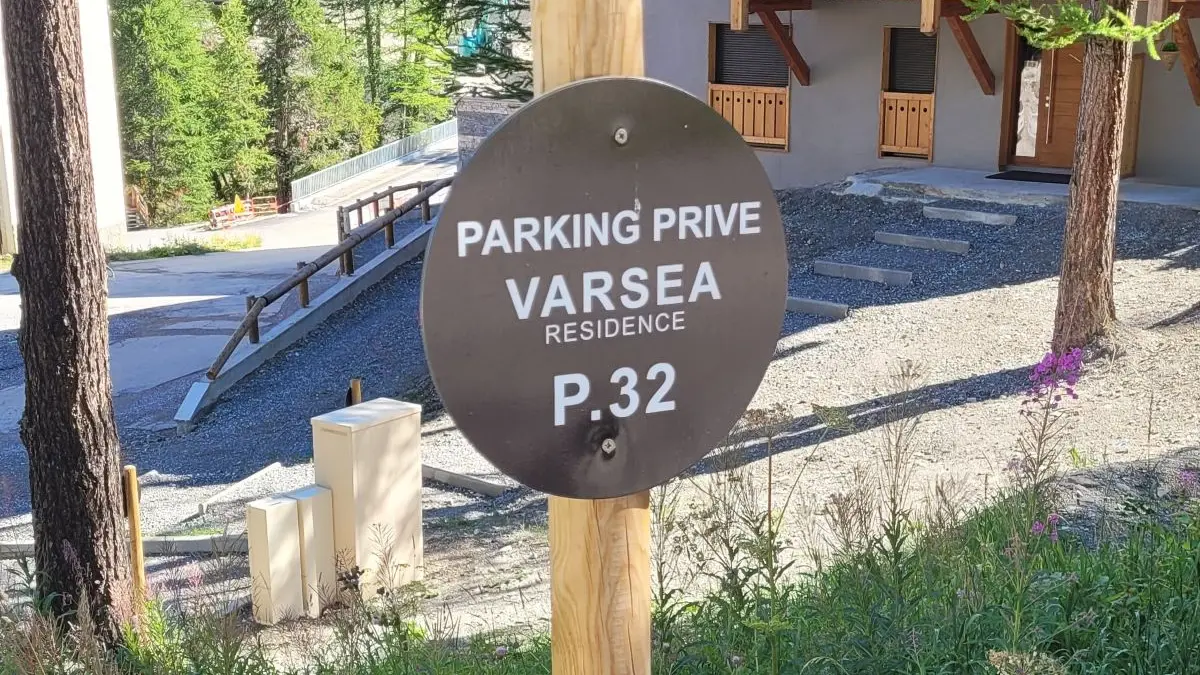 PARKING PRIVE
VARSEA
RESIDENCE
P.32